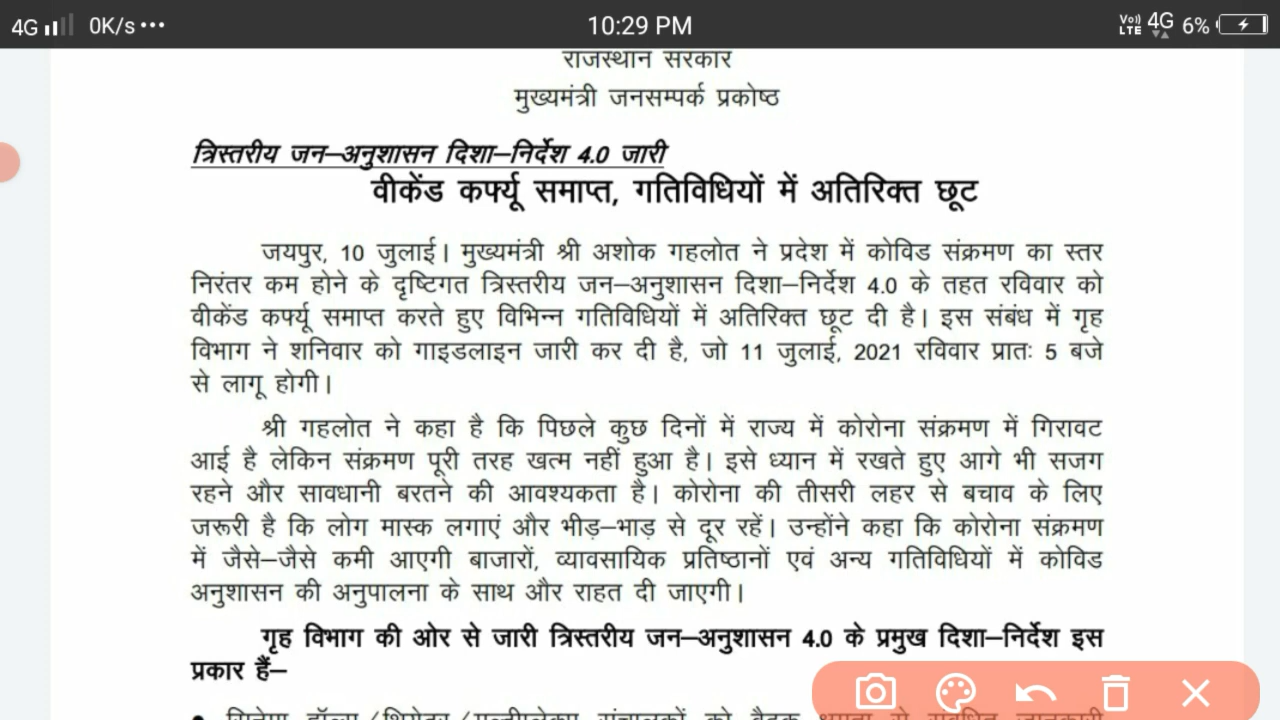 4G 0K/s ... 10:29 PM Vo)) LTE 4G 6%
राजस्थान सरकार
मुख्यमंत्री जनसम्पर्क प्रकोष्ठ
त्रिस्तरीय जन–अनुशासन दिशा–निर्देश 4.0 जारी
वीकेंड कर्फ्यू समाप्त, गतिविधियों में अतिरिक्त छूट
जयपुर, 10 जुलाई। मुख्यमंत्री श्री अशोक गहलोत ने प्रदेश में कोविड संक्रमण का स्तर
निरंतर कम होने के दृष्टिगत त्रिस्तरीय जन–अनुशासन दिशा–निर्देश 4.0 के तहत रविवार को
वीकेंड कर्फ्यू समाप्त करते हुए विभिन्न गतिविधियों में अतिरिक्त छूट दी है। इस संबंध में गृह
विभाग ने शनिवार को गाइडलाइन जारी कर दी है, जो 11 जुलाई, 2021 रविवार प्रातः 5 बजे
से लागू होगी।
श्री गहलोत ने कहा है कि पिछले कुछ दिनों में राज्य में कोरोना संक्रमण में गिरावट
आई है लेकिन संक्रमण पूरी तरह खत्म नहीं हुआ है। इसे ध्यान में रखते हुए आगे भी सजग
रहने और सावधानी बरतने की आवश्यकता है। कोरोना की तीसरी लहर से बचाव के लिए
जरूरी है कि लोग मास्क लगाएं और भीड़–भाड़ से दूर रहें। उन्होंने कहा कि कोरोना संक्रमण
में जैसे–जैसे कमी आएगी बाजारों, व्यावसायिक प्रतिष्ठानों एवं अन्य गतिविधियों में कोविड
अनुशासन की अनुपालना के साथ और राहत दी जाएगी।
गृह विभाग की ओर से जारी त्रिस्तरीय जन–अनुशासन 4.0 के प्रमुख दिशा–निर्देश इस
प्रकार हैं–